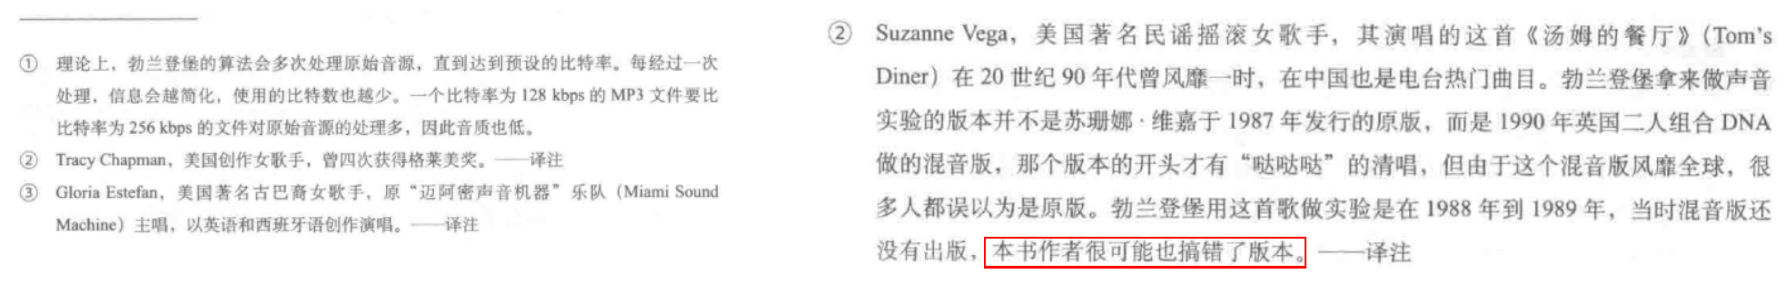 ① 理论上，勃兰登堡的算法会多次处理原始音源，直到达到预设的比特率。每经过一次
处理，信息会越简化，使用的比特数也越少。一个比特率为 128 kbps 的 MP3 文件要比
比特率为 256 kbps 的文件对原始音源的处理多，因此音质也低。
② Tracy Chapman，美国创作女歌手，曾四次获得格莱美奖。——译注
③ Gloria Estefan，美国著名古巴裔女歌手，原“迈阿密声音机器”乐队（Miami Sound
Machine）主唱，以英语和西班牙语创作演唱。——译注
② Suzanne Vega，美国著名民谣摇滚女歌手，其演唱的这首《汤姆的餐厅》（Tom's
Diner）在 20 世纪 90 年代曾风靡一时，在中国也是电台热门曲目。勃兰登堡拿来做声音
实验的版本并不是苏珊娜·维嘉于 1987 年发行的原版，而是 1990 年英国二人组合 DNA
做的混音版，那个版本的开头才有“哒哒哒”的清唱，但由于这个混音版风靡全球，很
多人都误以为是原版。勃兰登堡用这首歌做实验是在 1988 年到 1989 年，当时混音版还
没有出版，本书作者很可能也搞错了版本。——译注